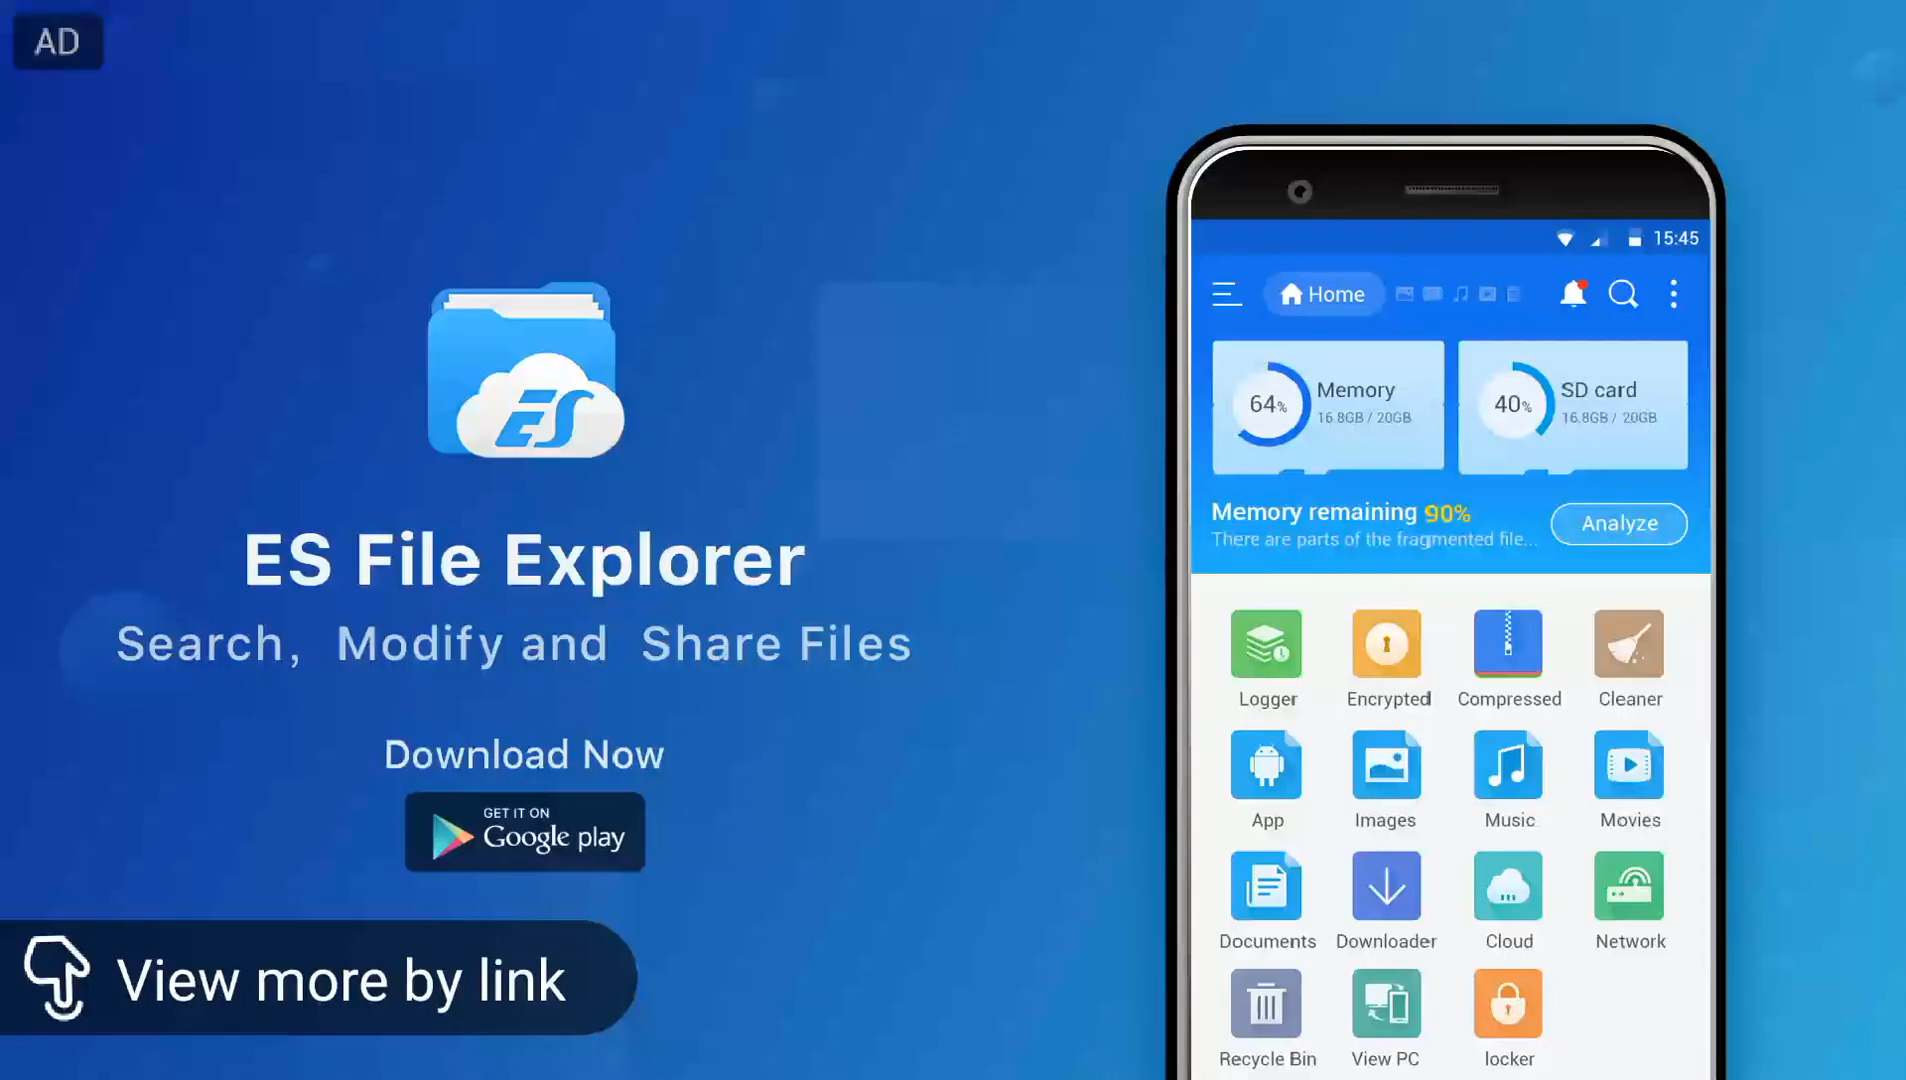 AD
ES
ES File Explorer
Search, Modify and Share Files
Download Now
GET IT ON
Google play
View more by link
15:45
Home
64%
Memory
16.8GB / 20GB
40%
SD card
16.8GB / 20GB
Memory remaining 90%
There are parts of the fragmented file...
Analyze
Logger Encrypted Compressed Cleaner
App Images Music Movies
Documents Downloader Cloud Network
Recycle Bin View PC locker